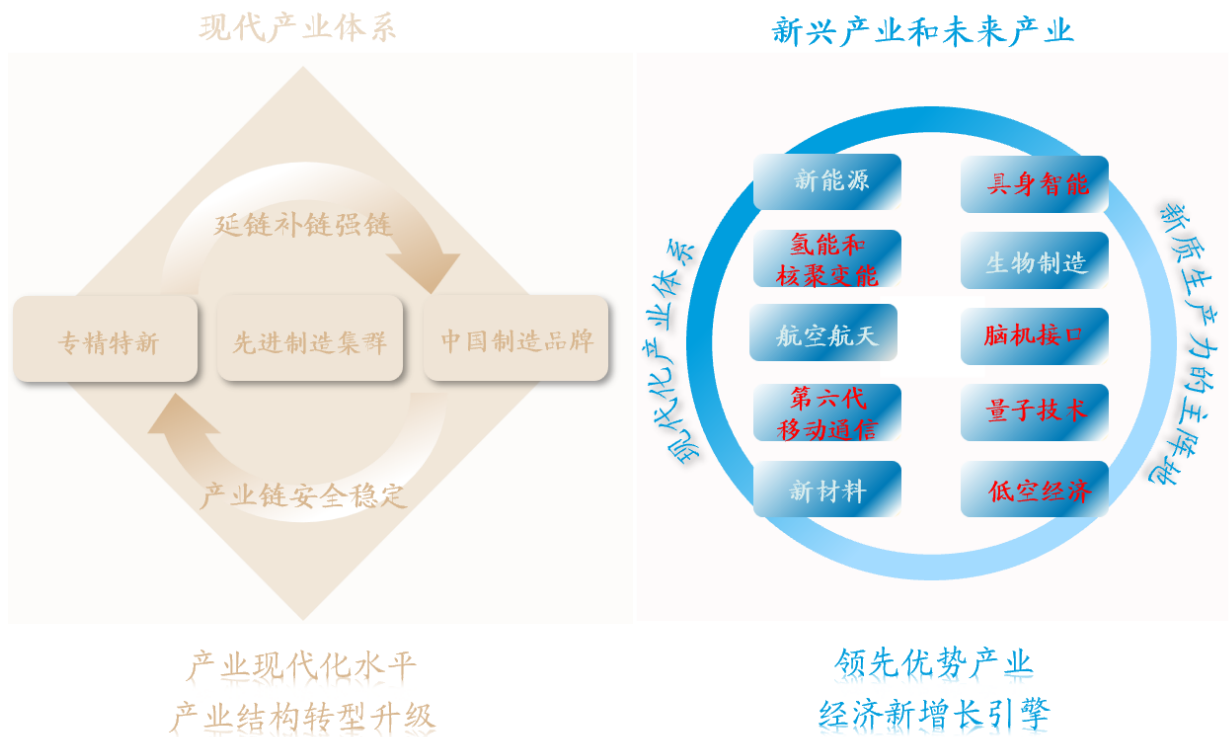 现代产业体系
延链补链强链
专精特新
先进制造集群
中国制造品牌
产业链安全稳定
产业现代化水平
产业结构转型升级
新兴产业和未来产业
现代化产业体系
新能源
具身智能
氢能和
核聚变能
生物制造
航空航天
脑机接口
第六代
移动通信
量子技术
新材料
低空经济
新质生产力的主阵地
领先优势产业
经济新增长引擎